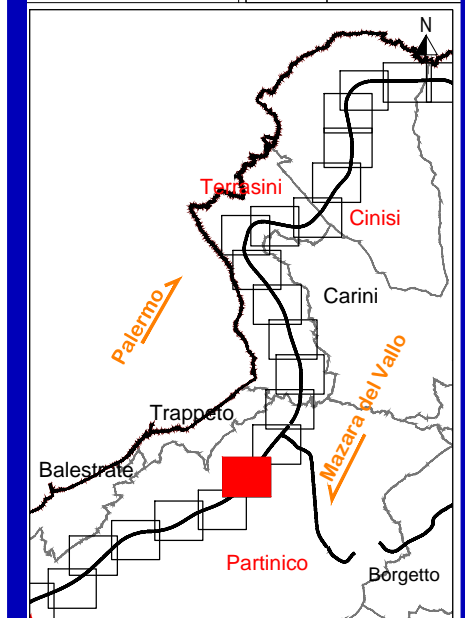 N
Terrasini
Cinisi
Carini
Palermo
Mazara del Vallo
Trappeto
Balestrate
Partinico
Borgetto